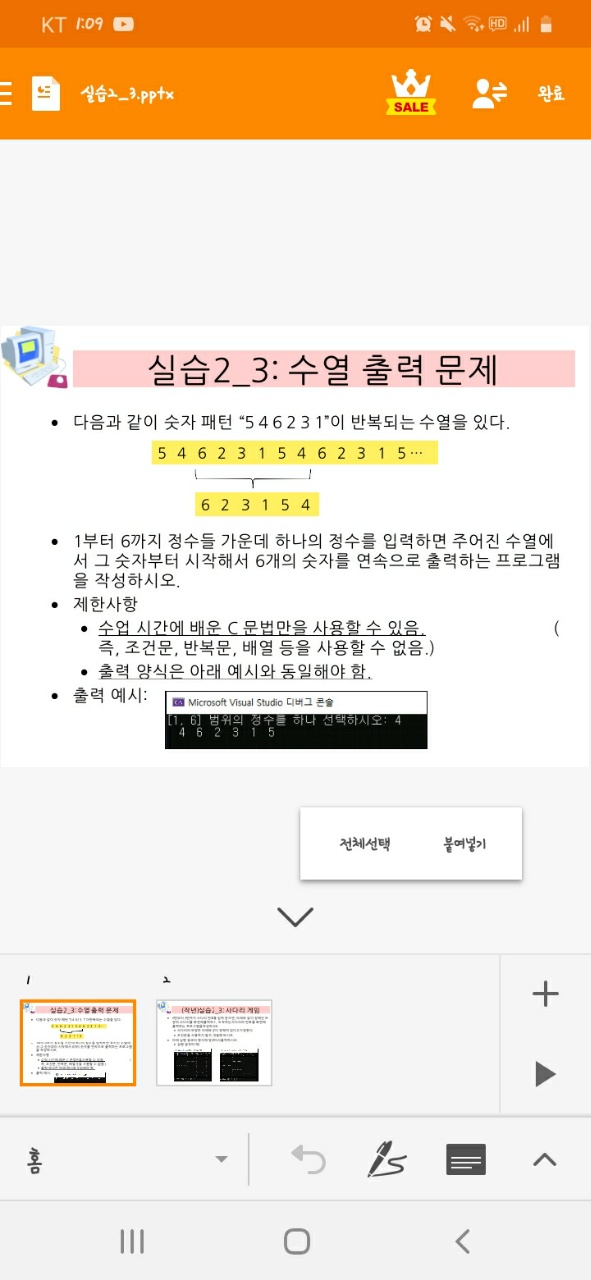 KT 1:09
HD
실습2_3.pptx
SALE
완료
실습2_3: 수열 출력 문제
• 다음과 같이 숫자 패턴 “5 4 6 2 3 1”이 반복되는 수열을 있다.
5 4 6 2 3 1 5 4 6 2 3 1 5…
6 2 3 1 5 4
• 1부터 6까지 정수들 가운데 하나의 정수를 입력하면 주어진 수열에
서 그 숫자부터 시작해서 6개의 숫자를 연속으로 출력하는 프로그램
을 작성하시오.
• 제한사항
• 수업 시간에 배운 C 문법만을 사용할 수 있음. (
즉, 조건문, 반복문, 배열 등을 사용할 수 없음.)
• 출력 양식은 아래 예시와 동일해야 함.
• 출력 예시:
Microsoft Visual Studio 디버그 콘솔
[1, 6] 범위의 정수를 하나 선택하시오: 4
4 6 2 3 1 5
전체선택 붙여넣기
1 2
실습2_3: 수열 출력 문제
(작년)실습2_3: 사다리 게임
홈